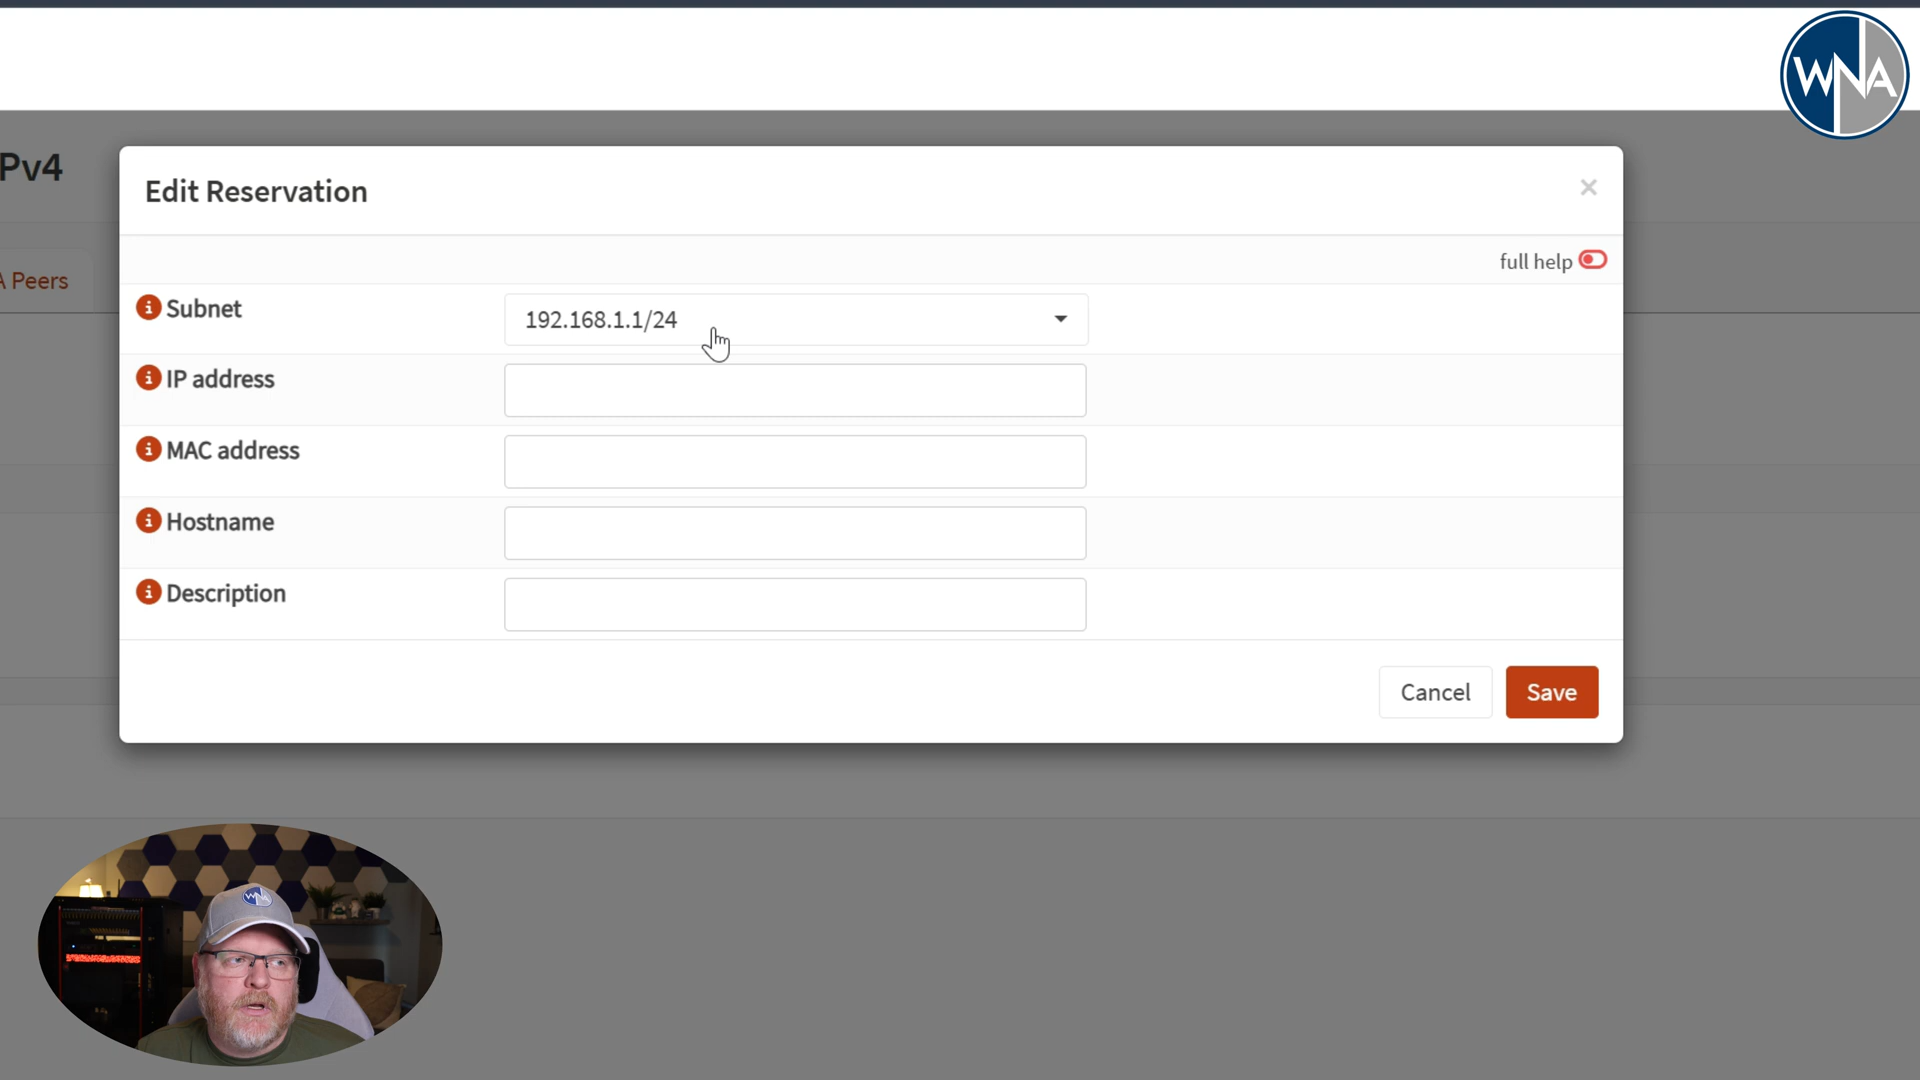 WNA
Pv4
Edit Reservation
×
A Peers
full help
Subnet
192.168.1.1/24
IP address
MAC address
Hostname
Description
Cancel
Save
WNA